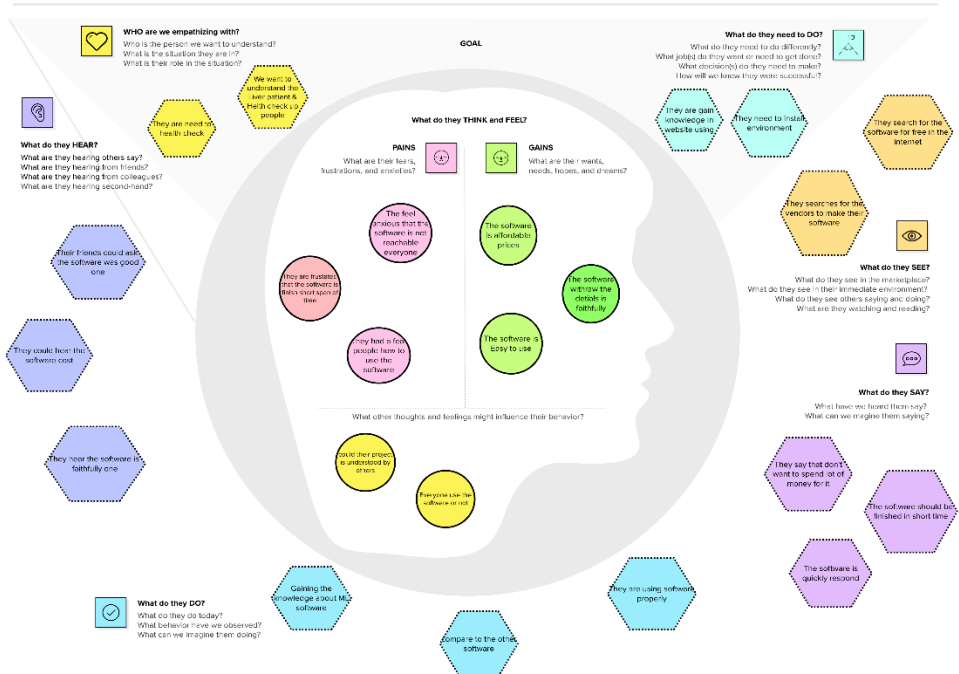 WHO are we empathizing with?
Who is the person we want to understand?
What is the situation they are in?
What is their role in the situation?
We want to
understand the
Liver patient &
Helth check up
people
They are need to
health check
GOAL
What do they need to DO?
What do they need to do differently?
What job(s) do they want or need to get done?
What decision(s) do they need to make?
How will we know they were successful?
They are gain
knowledge in
website using
They need to install
environment
They search for the
software for free in the
internet
They searches for the
vendors to make their
software
What do they SEE?
What do they see in the marketplace?
What do they see in their immediate environment?
What do they see others saying and doing?
What are they watching and reading?
What do they SAY?
What have we heard them say?
What can we magine them saying?
They say that don't
want to spend lot of
money for it
The software should be
finished in short time
The software is
quickly respond
What do they HEAR?
What are they hearing others say?
What are they hearing from friends?
What are they hearing from colleagues?
What are they hearing second-hand?
Their friends could ask
the software was good
one
They could hear the
software cost
They hear the software is
faithfully one
What do they THINK and FEEL?
PAINS
What are their fears,
frustrations, and anxieties?
GAINS
What are their wants,
needs, hopes, and dreams?
The feel
anxious that the
software is not
reachable
everyone
They are frustated
that the software is
finish short span of
time
They had a fear
people how to
use the
software
The software
is affordable
prices
The software
withraw the
detials is
faithfully
The software is
Easy to use
What other thoughts and feelings might influence their behavior?
could their project
is understood by
others
Everyone use the
software or not
What do they DO?
What do they do today?
What behavior have we observed?
What can we imagine them doing?
Gaining the
knowledge about ML
software
compare to the other
software
They are using software
properly